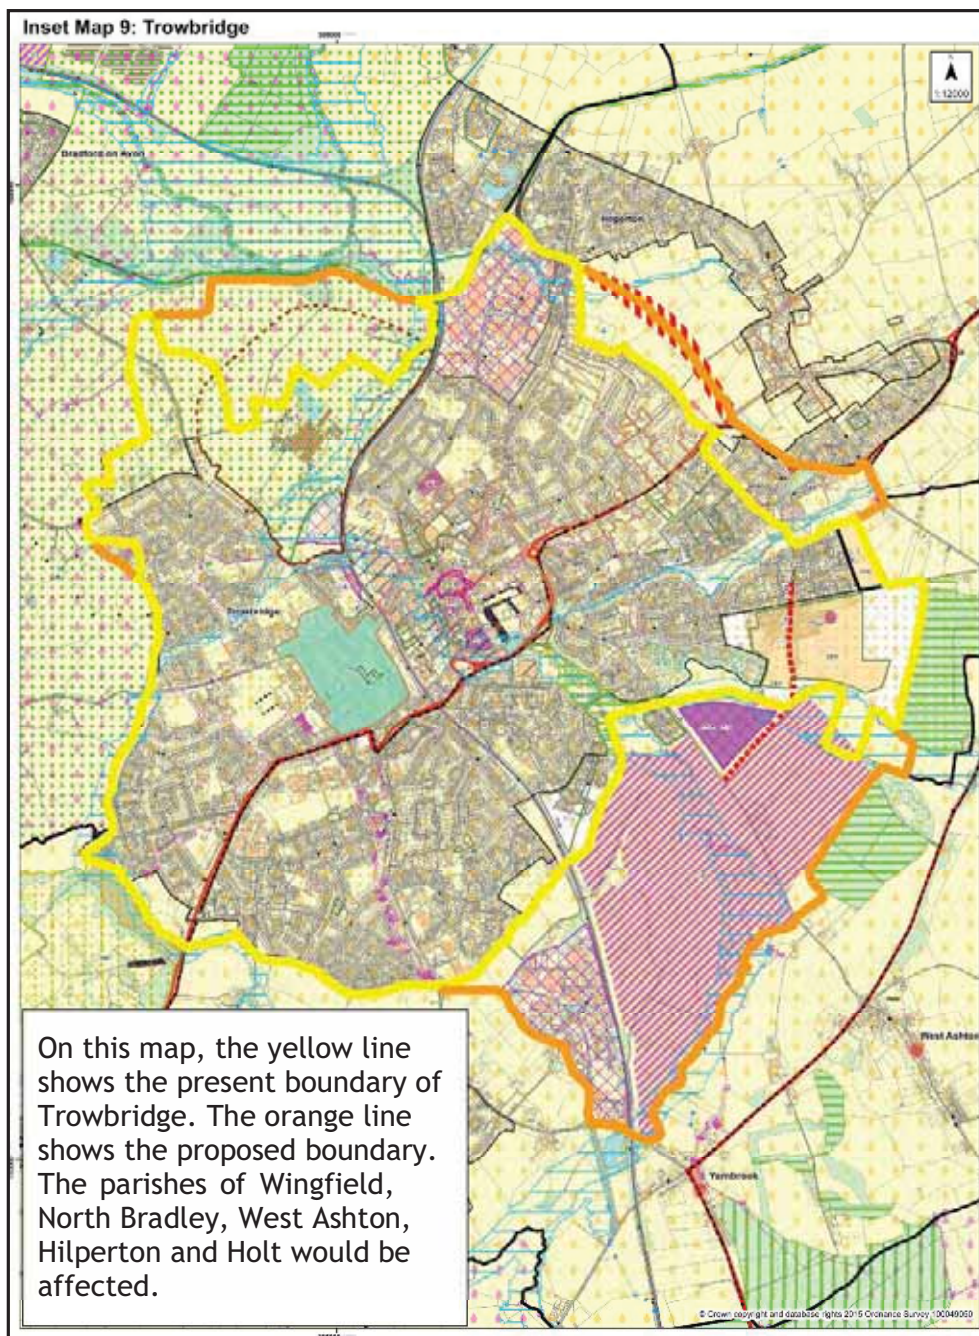 Inset Map 9: Trowbridge
1:12000
Bradford on Avon
Hilperton
Trowbridge
West Ashton
Yarnbrook
On this map, the yellow line
shows the present boundary of
Trowbridge. The orange line
shows the proposed boundary.
The parishes of Wingfield,
North Bradley, West Ashton,
Hilperton and Holt would be
affected.
© Crown copyright and database rights 2015 Ordnance Survey 100049050